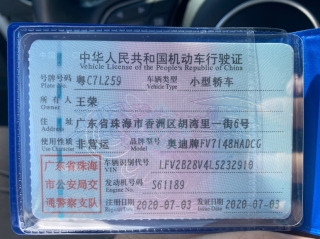 中华人民共和国机动车行驶证
Vehicle License of the People's Republic of China
号牌号码 粤C7L259 车辆类型 小型轿车
Plate No. Vehicle Type
所有人 王荣
Owner
住址 广东省珠海市香洲区胡湾里一街6号
Address
使用性质 非营运 品牌型号 奥迪牌FV7148HADCG
Use Character Model
广东省珠海 车辆识别代号 LFV2B28V4L5232910
VIN
市公安局交 发动机号码 561189
Engine No.
通警察支队 注册日期 2020-07-03 发证日期 2020-07-03
Register Date Issue Date